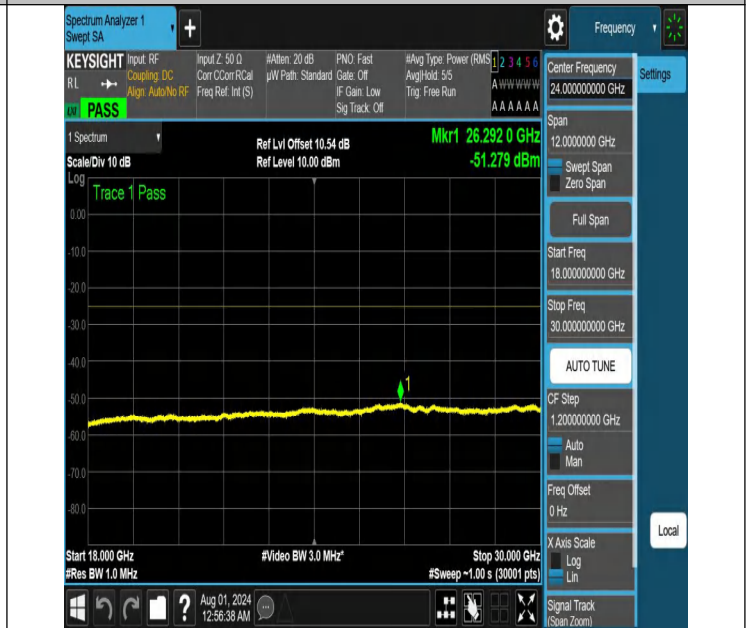 Spectrum Analyzer 1
Swept SA
+
Frequency
KEYSIGHT
RL
PASS
Input: RF
Coupling: DC
Align: Auto/No RF
Input Z: 50 Ω
Corr CCorr RCal
Freq Ref: Int (S)
#Atten: 20 dB
µW Path: Standard
PNO: Fast
Gate: Off
IF Gain: Low
Sig Track: Off
#Avg Type: Power (RMS
Avg|Hold: 5/5
Trig: Free Run
1 2 3 4 5 6
A W W W W W
A A A A A A
1 Spectrum
Scale/Div 10 dB
Log
Ref Lvl Offset 10.54 dB
Ref Level 10.00 dBm
Mkr1 26.292 0 GHz
-51.279 dBm
Trace 1 Pass
0.00
-10.0
-20.0
-30.0
-40.0
-50.0
-60.0
-70.0
-80.0
1
Start 18.000 GHz
#Res BW 1.0 MHz
#Video BW 3.0 MHz*
Stop 30.000 GHz
#Sweep ~1.00 s (30001 pts)
?
Aug 01, 2024
12:56:38 AM
Center Frequency
24.000000000 GHz
Settings
Span
12.0000000 GHz
Swept Span
Zero Span
Full Span
Start Freq
18.000000000 GHz
Stop Freq
30.000000000 GHz
AUTO TUNE
CF Step
1.200000000 GHz
Auto
Man
Freq Offset
0 Hz
X Axis Scale
Log
Lin
Local
Signal Track
(Span Zoom)